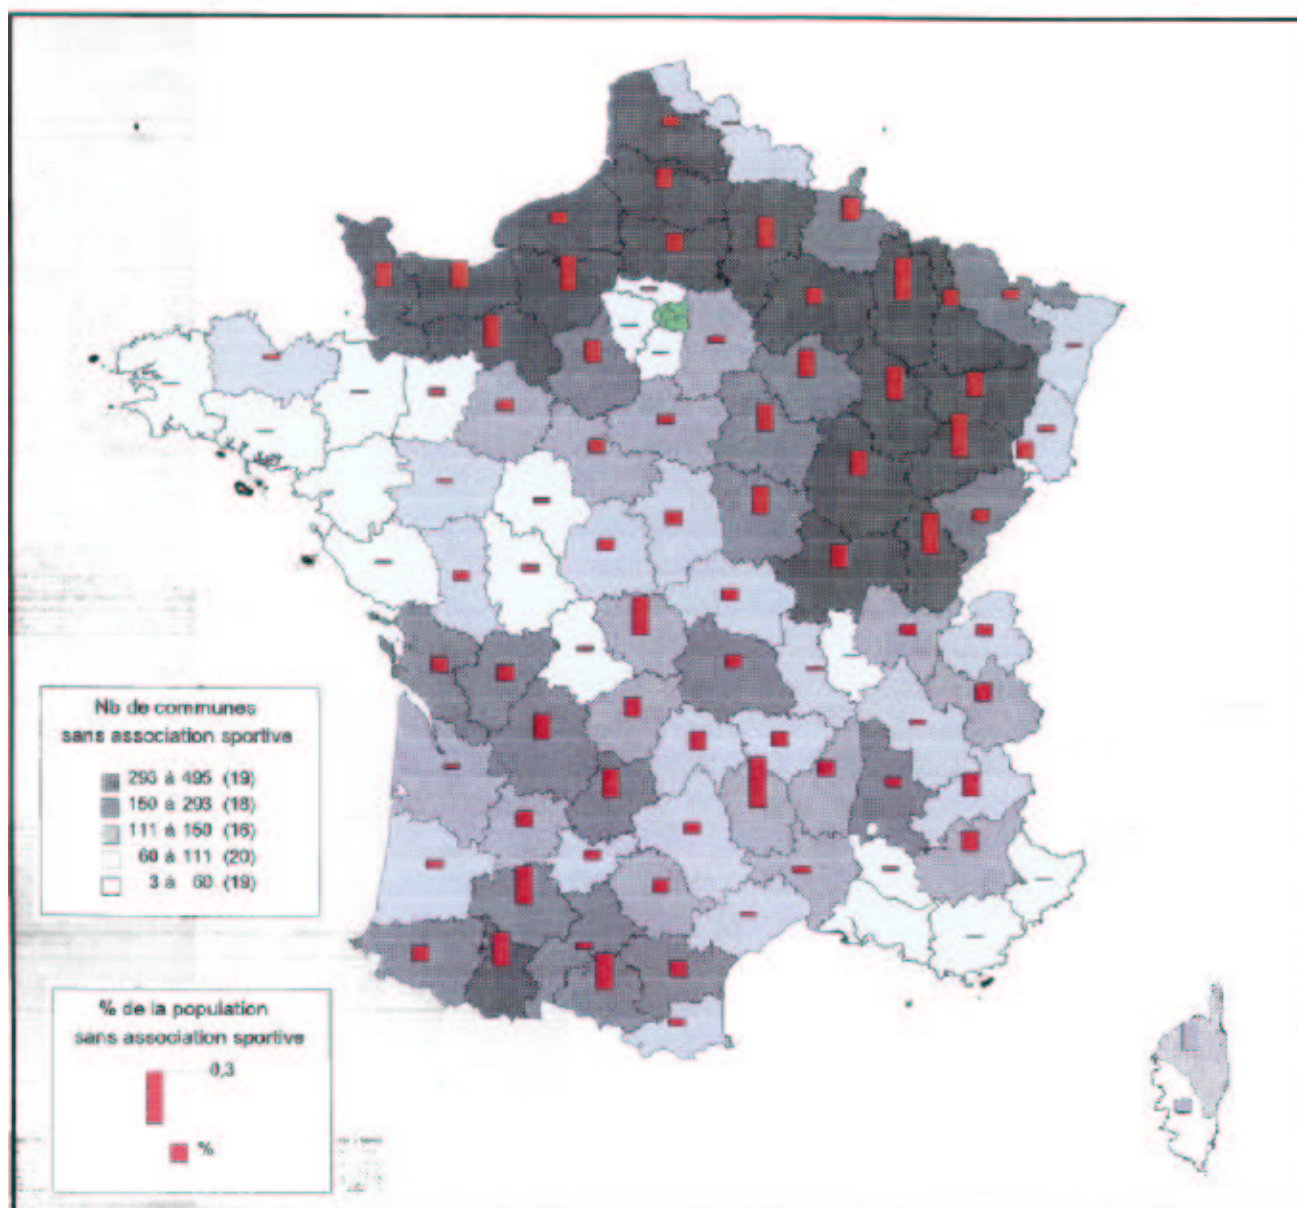 Nb de communes
sans association sportive
293 à 495 (19)
150 à 293 (18)
111 à 150 (16)
60 à 111 (20)
3 à 60 (19)
% de la population
sans association sportive
0,3
%